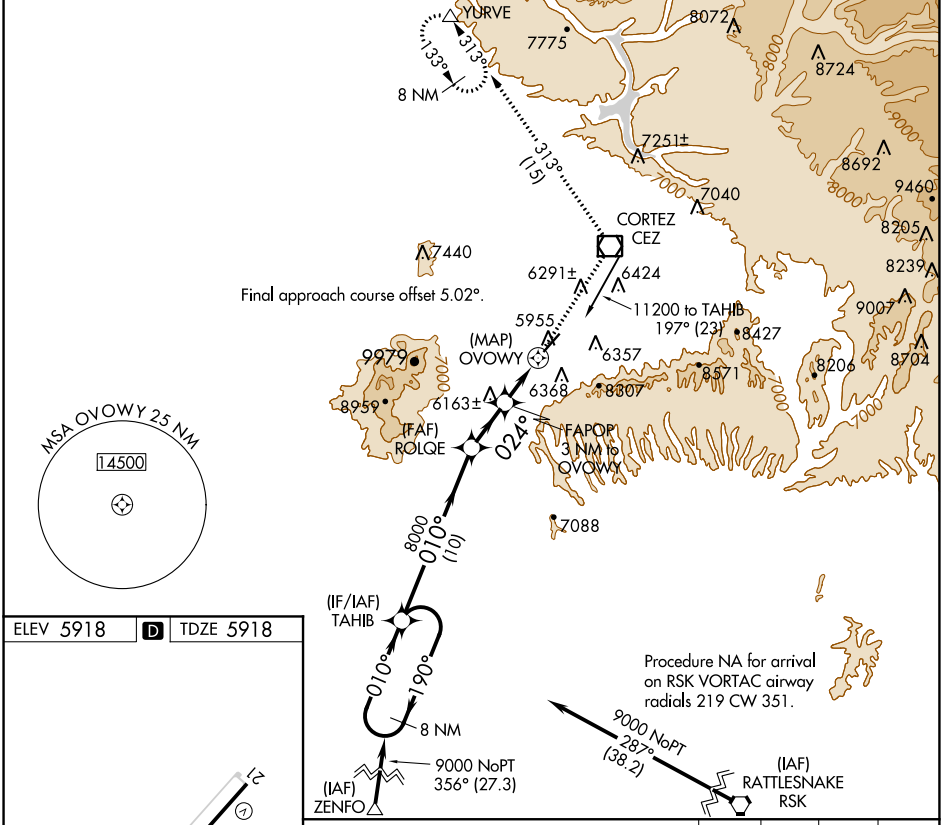 YURVE
313°
133°
8 NM
7775
8072
8000
8724
313°
(15)
7251±
7000
7040
9000
8692
9460
8205
8239
9007
8704
CORTEZ
CEZ
7440
6291±
6424
Final approach course offset 5.02°.
11200 to TAHIB
197° (23)
5955
(MAP)
OVOWY
6357
8427
8571
8206
9979
7000
8959
6163±
6368
8307
(FAF)
ROLQE
024°
FAPOP
3 NM to
OVOWY
7088
MSA OVOWY 25 NM
14500
8000
010°
(10)
(IF/IAF)
TAHIB
010°
190°
8 NM
9000 NoPT
356° (27.3)
(IAF)
ZENFO
Procedure NA for arrival
on RSK VORTAC airway
radials 219 CW 351.
9000 NoPT
287°
(38.2)
(IAF)
RATTLESNAKE
RSK
ELEV 5918
D
TDZE 5918
21
V